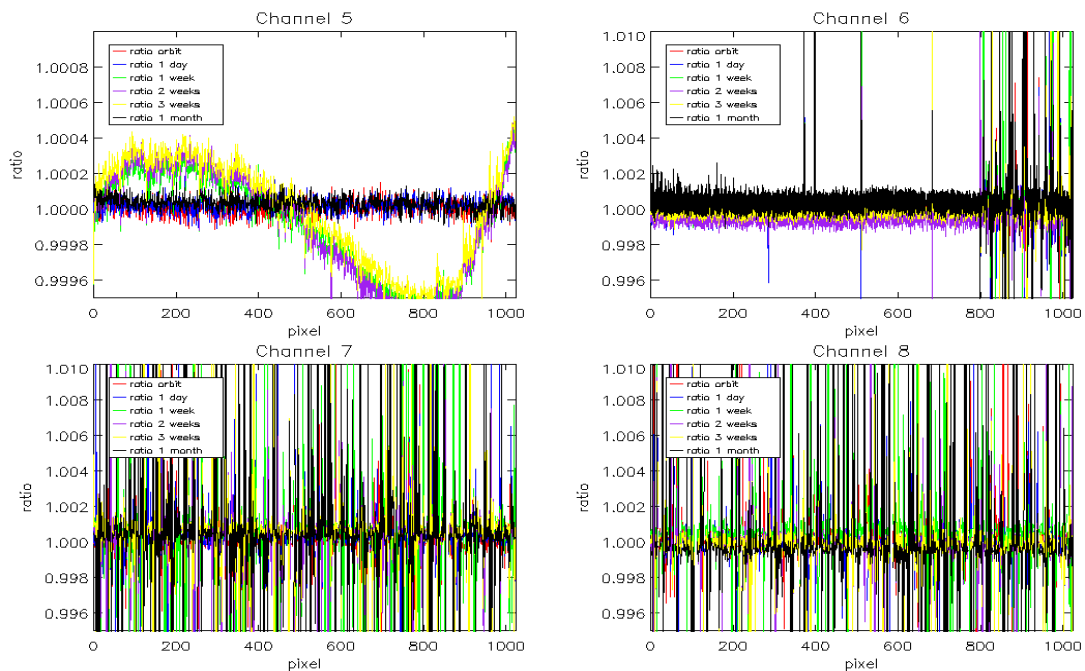 Channel 5
1.0008
1.0006
1.0004
1.0002
1.0000
0.9998
0.9996
ratio
ratio orbit
ratio 1 day
ratio 1 week
ratio 2 weeks
ratio 3 weeks
ratio 1 month
0 200 400 600 800 1000
pixel
Channel 6
1.010
1.008
1.006
1.004
1.002
1.000
0.998
0.996
ratio
ratio orbit
ratio 1 day
ratio 1 week
ratio 2 weeks
ratio 3 weeks
ratio 1 month
0 200 400 600 800 1000
pixel
Channel 7
1.010
1.008
1.006
1.004
1.002
1.000
0.998
0.996
ratio
ratio orbit
ratio 1 day
ratio 1 week
ratio 2 weeks
ratio 3 weeks
ratio 1 month
0 200 400 600 800 1000
pixel
Channel 8
1.010
1.008
1.006
1.004
1.002
1.000
0.998
0.996
ratio
ratio orbit
ratio 1 day
ratio 1 week
ratio 2 weeks
ratio 3 weeks
ratio 1 month
0 200 400 600 800 1000
pixel